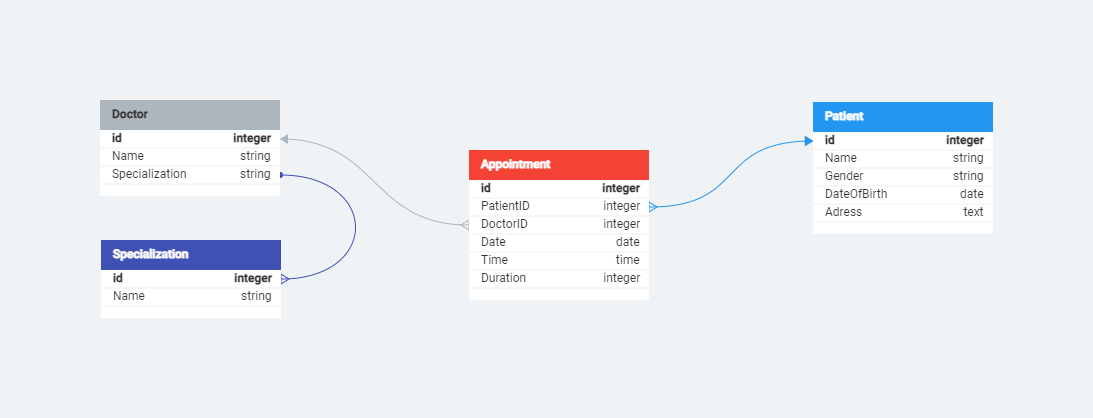 Doctor
id integer
Name string
Specialization string
Specialization
id integer
Name string
Appointment
id integer
PatientID integer
DoctorID integer
Date date
Time time
Duration integer
Patient
id integer
Name string
Gender string
DateOfBirth date
Adress text